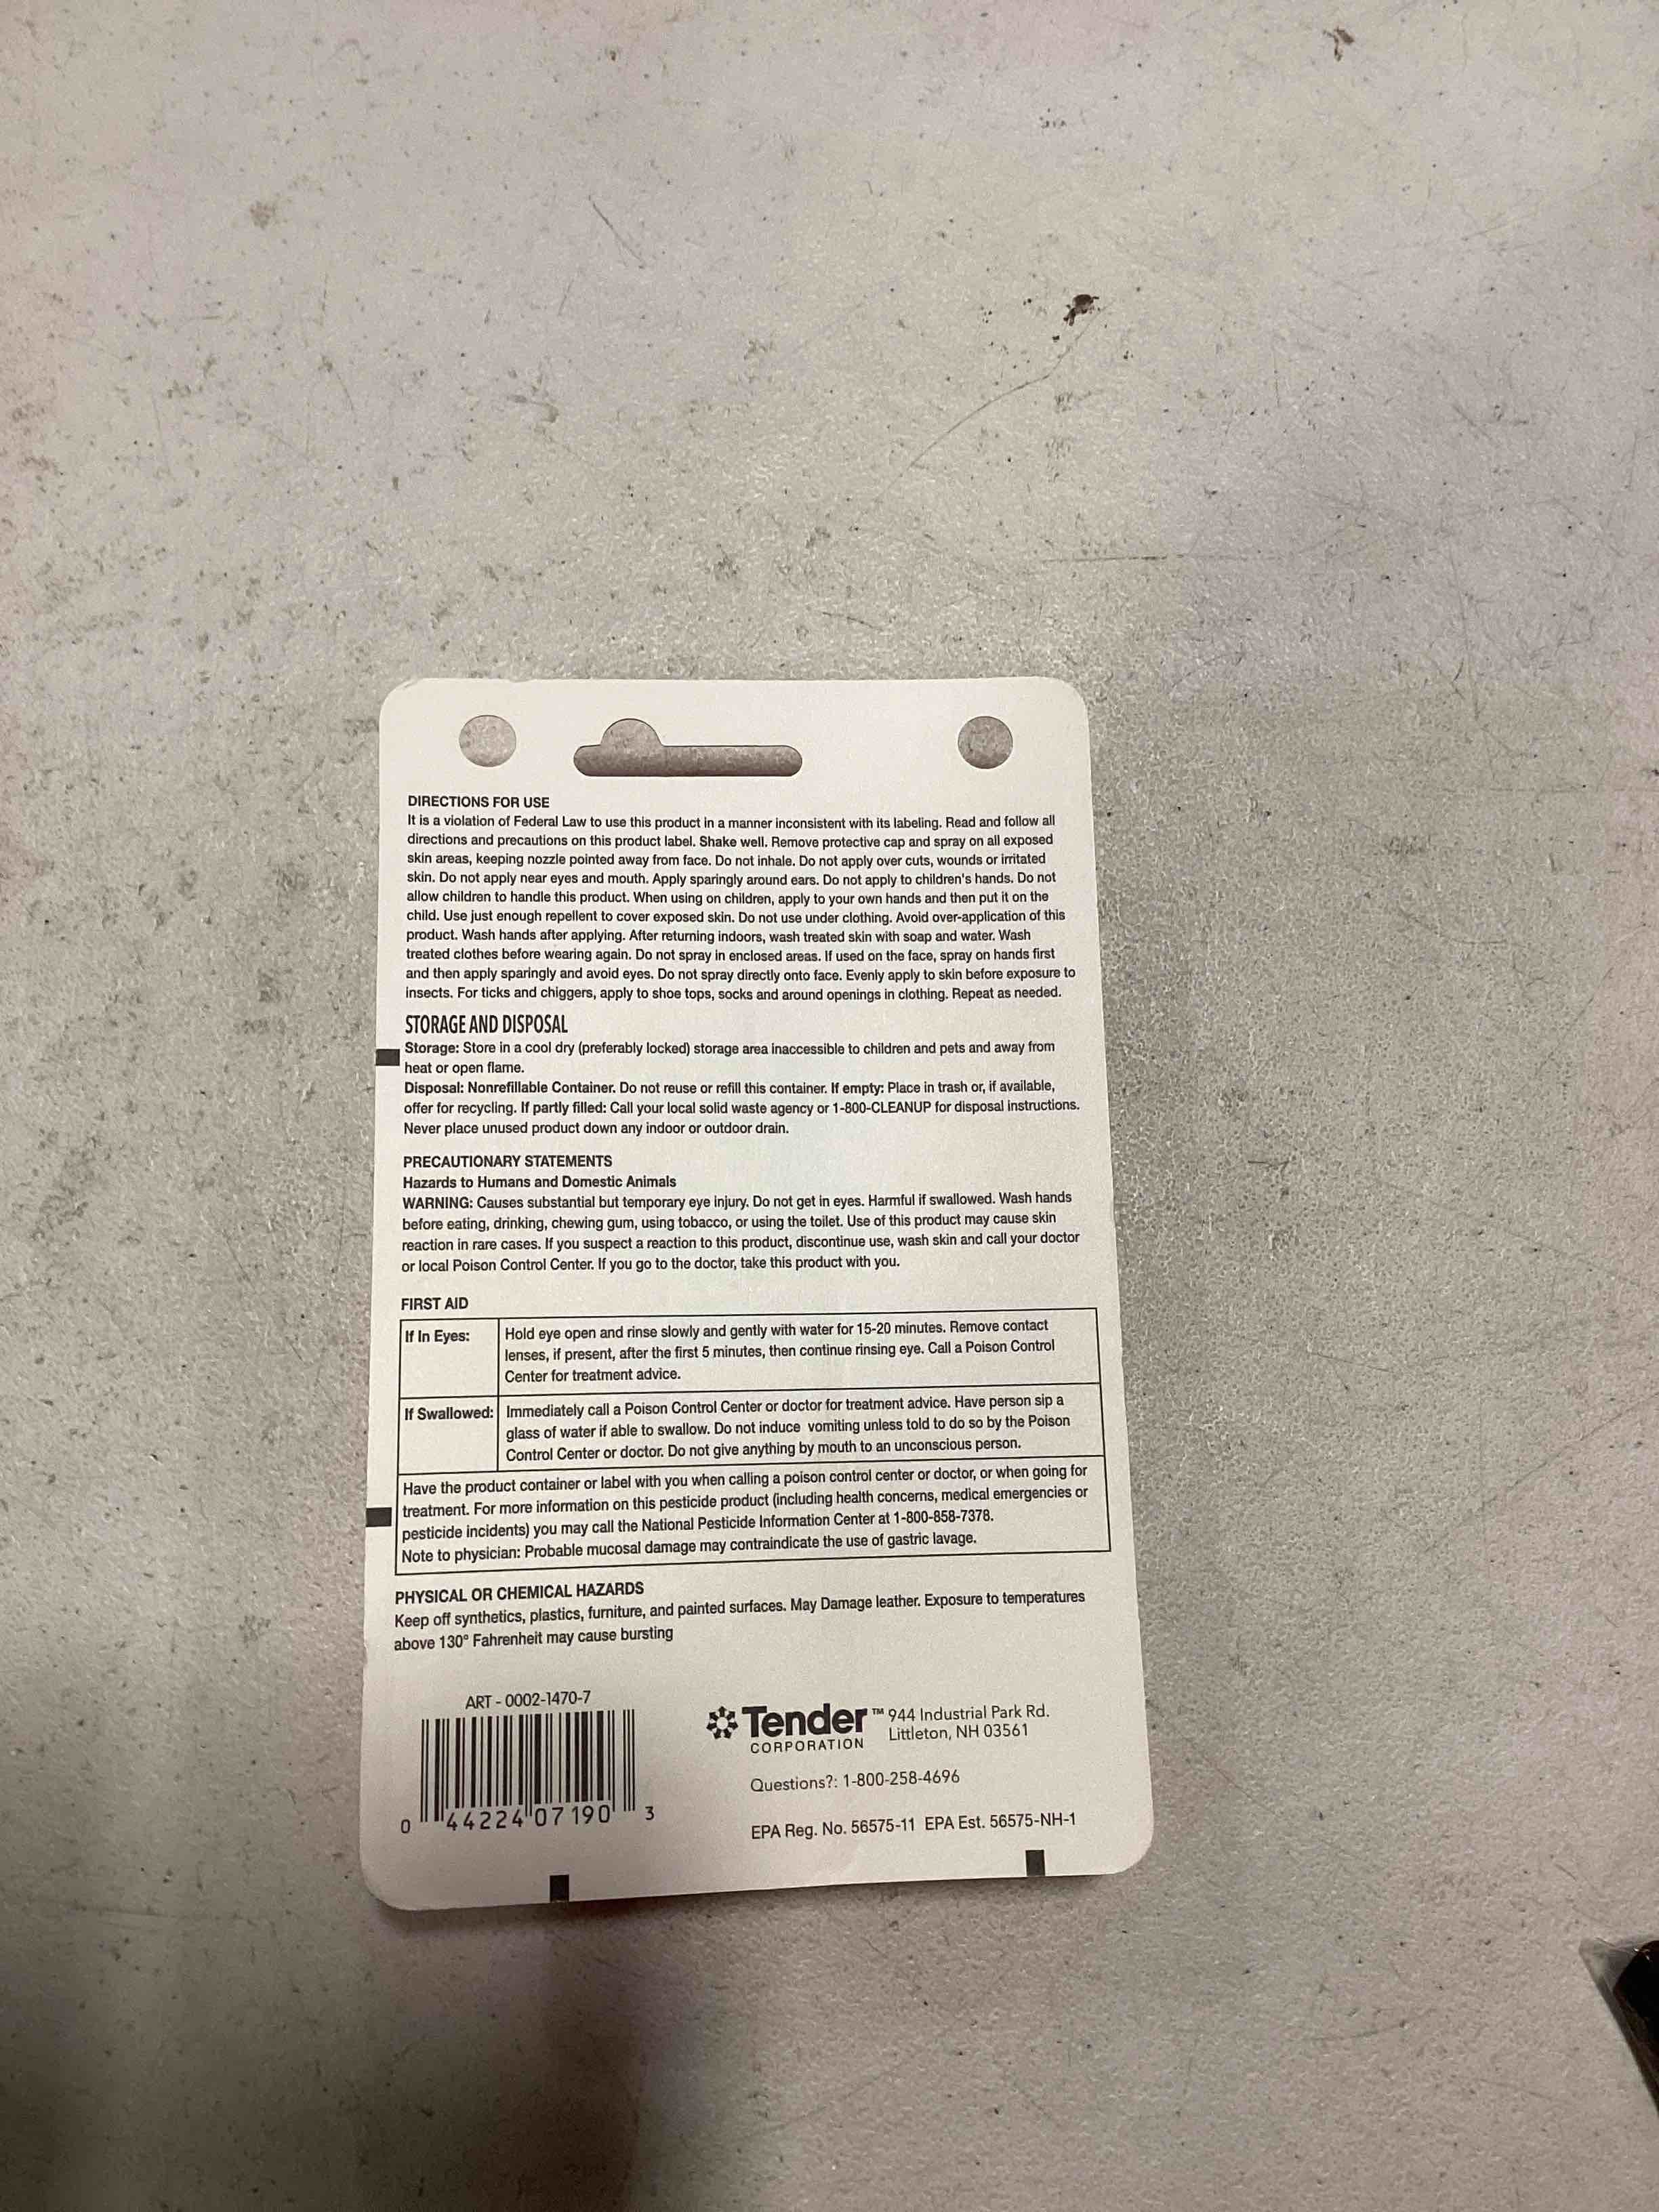 DIRECTIONS FOR USE
It is a violation of Federal Law to use this product in a manner inconsistent with its labeling. Read and follow all
directions and precautions on this product label. Shake well. Remove protective cap and spray on all exposed
skin areas, keeping nozzle pointed away from face. Do not inhale. Do not apply over cuts, wounds or irritated
skin. Do not apply near eyes and mouth. Apply sparingly around ears. Do not apply to children's hands. Do not
allow children to handle this product. When using on children, apply to your own hands and then put it on the
child. Use just enough repellent to cover exposed skin. Do not use under clothing. Avoid over-application of this
product. Wash hands after applying. After returning indoors, wash treated skin with soap and water. Wash
treated clothes before wearing again. Do not spray in enclosed areas. If used on the face, spray on hands first
and then apply sparingly and avoid eyes. Do not spray directly onto face. Evenly apply to skin before exposure to
insects. For ticks and chiggers, apply to shoe tops, socks and around openings in clothing. Repeat as needed.
STORAGE AND DISPOSAL
Storage: Store in a cool dry (preferably locked) storage area inaccessible to children and pets and away from
heat or open flame.
Disposal: Nonrefillable Container. Do not reuse or refill this container. If empty: Place in trash or, if available,
offer for recycling. If partly filled: Call your local solid waste agency or 1-800-CLEANUP for disposal instructions.
Never place unused product down any indoor or outdoor drain.
PRECAUTIONARY STATEMENTS
Hazards to Humans and Domestic Animals
WARNING: Causes substantial but temporary eye injury. Do not get in eyes. Harmful if swallowed. Wash hands
before eating, drinking, chewing gum, using tobacco, or using the toilet. Use of this product may cause skin
reaction in rare cases. If you suspect a reaction to this product, discontinue use, wash skin and call your doctor
or local Poison Control Center. If you go to the doctor, take this product with you.
FIRST AID
If In Eyes: Hold eye open and rinse slowly and gently with water for 15-20 minutes. Remove contact
lenses, if present, after the first 5 minutes, then continue rinsing eye. Call a Poison Control
Center for treatment advice.
If Swallowed: Immediately call a Poison Control Center or doctor for treatment advice. Have person sip a
glass of water if able to swallow. Do not induce vomiting unless told to do so by the Poison
Control Center or doctor. Do not give anything by mouth to an unconscious person.
Have the product container or label with you when calling a poison control center or doctor, or when going for
treatment. For more information on this pesticide product (including health concerns, medical emergencies or
pesticide incidents) you may call the National Pesticide Information Center at 1-800-858-7378.
Note to physician: Probable mucosal damage may contraindicate the use of gastric lavage.
PHYSICAL OR CHEMICAL HAZARDS
Keep off synthetics, plastics, furniture, and painted surfaces. May Damage leather. Exposure to temperatures
above 130° Fahrenheit may cause bursting
ART - 0002-1470-7
0 44224 07190 3
Tender™ 944 Industrial Park Rd.
CORPORATION Littleton, NH 03561
Questions?: 1-800-258-4696
EPA Reg. No. 56575-11 EPA Est. 56575-NH-1